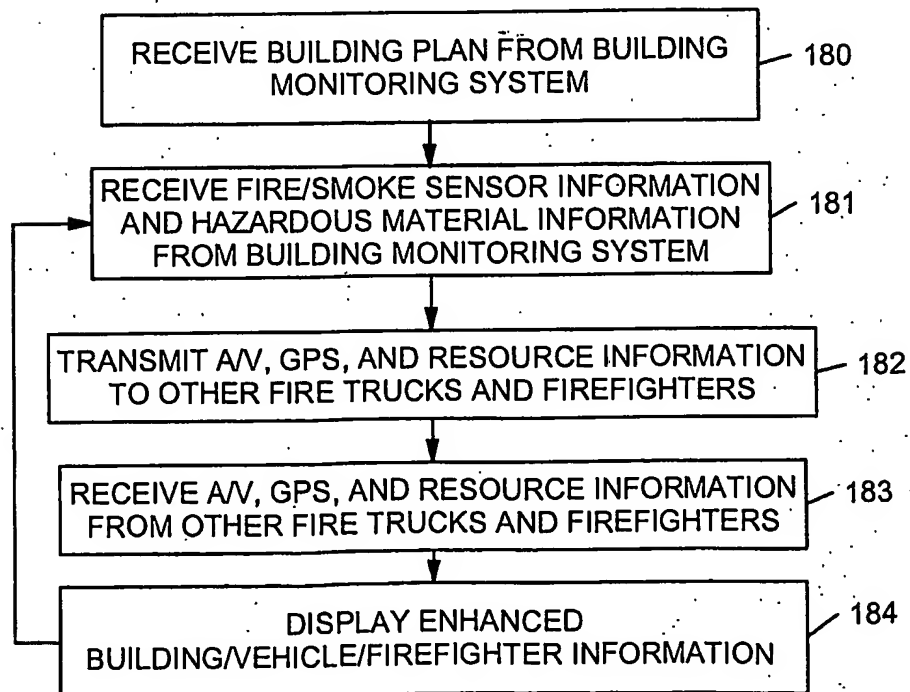 RECEIVE BUILDING PLAN FROM BUILDING
MONITORING SYSTEM
180
RECEIVE FIRE/SMOKE SENSOR INFORMATION
AND HAZARDOUS MATERIAL INFORMATION
FROM BUILDING MONITORING SYSTEM
181
TRANSMIT A/V, GPS, AND RESOURCE INFORMATION
TO OTHER FIRE TRUCKS AND FIREFIGHTERS
182
RECEIVE A/V, GPS, AND RESOURCE INFORMATION
FROM OTHER FIRE TRUCKS AND FIREFIGHTERS
183
DISPLAY ENHANCED
BUILDING/VEHICLE/FIREFIGHTER INFORMATION
184